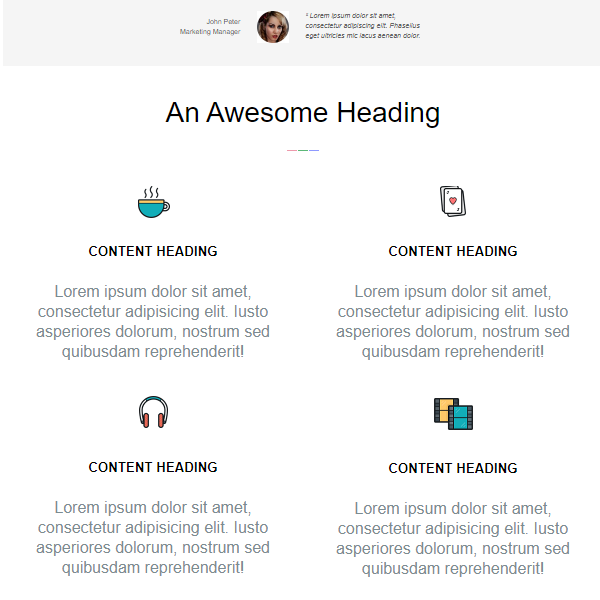 John Peter
Marketing Manager
" Lorem ipsum dolor sit amet,
consectetur adipisicing elit. Phasellus
eget ultricies mic lacus aenean dolor.
An Awesome Heading
CONTENT HEADING
Lorem ipsum dolor sit amet,
consectetur adipisicing elit. Iusto
asperiores dolorum, nostrum sed
quibusdam reprehenderit!
CONTENT HEADING
Lorem ipsum dolor sit amet,
consectetur adipisicing elit. Iusto
asperiores dolorum, nostrum sed
quibusdam reprehenderit!
CONTENT HEADING
Lorem ipsum dolor sit amet,
consectetur adipisicing elit. Iusto
asperiores dolorum, nostrum sed
quibusdam reprehenderit!
CONTENT HEADING
Lorem ipsum dolor sit amet,
consectetur adipisicing elit. Iusto
asperiores dolorum, nostrum sed
quibusdam reprehenderit!